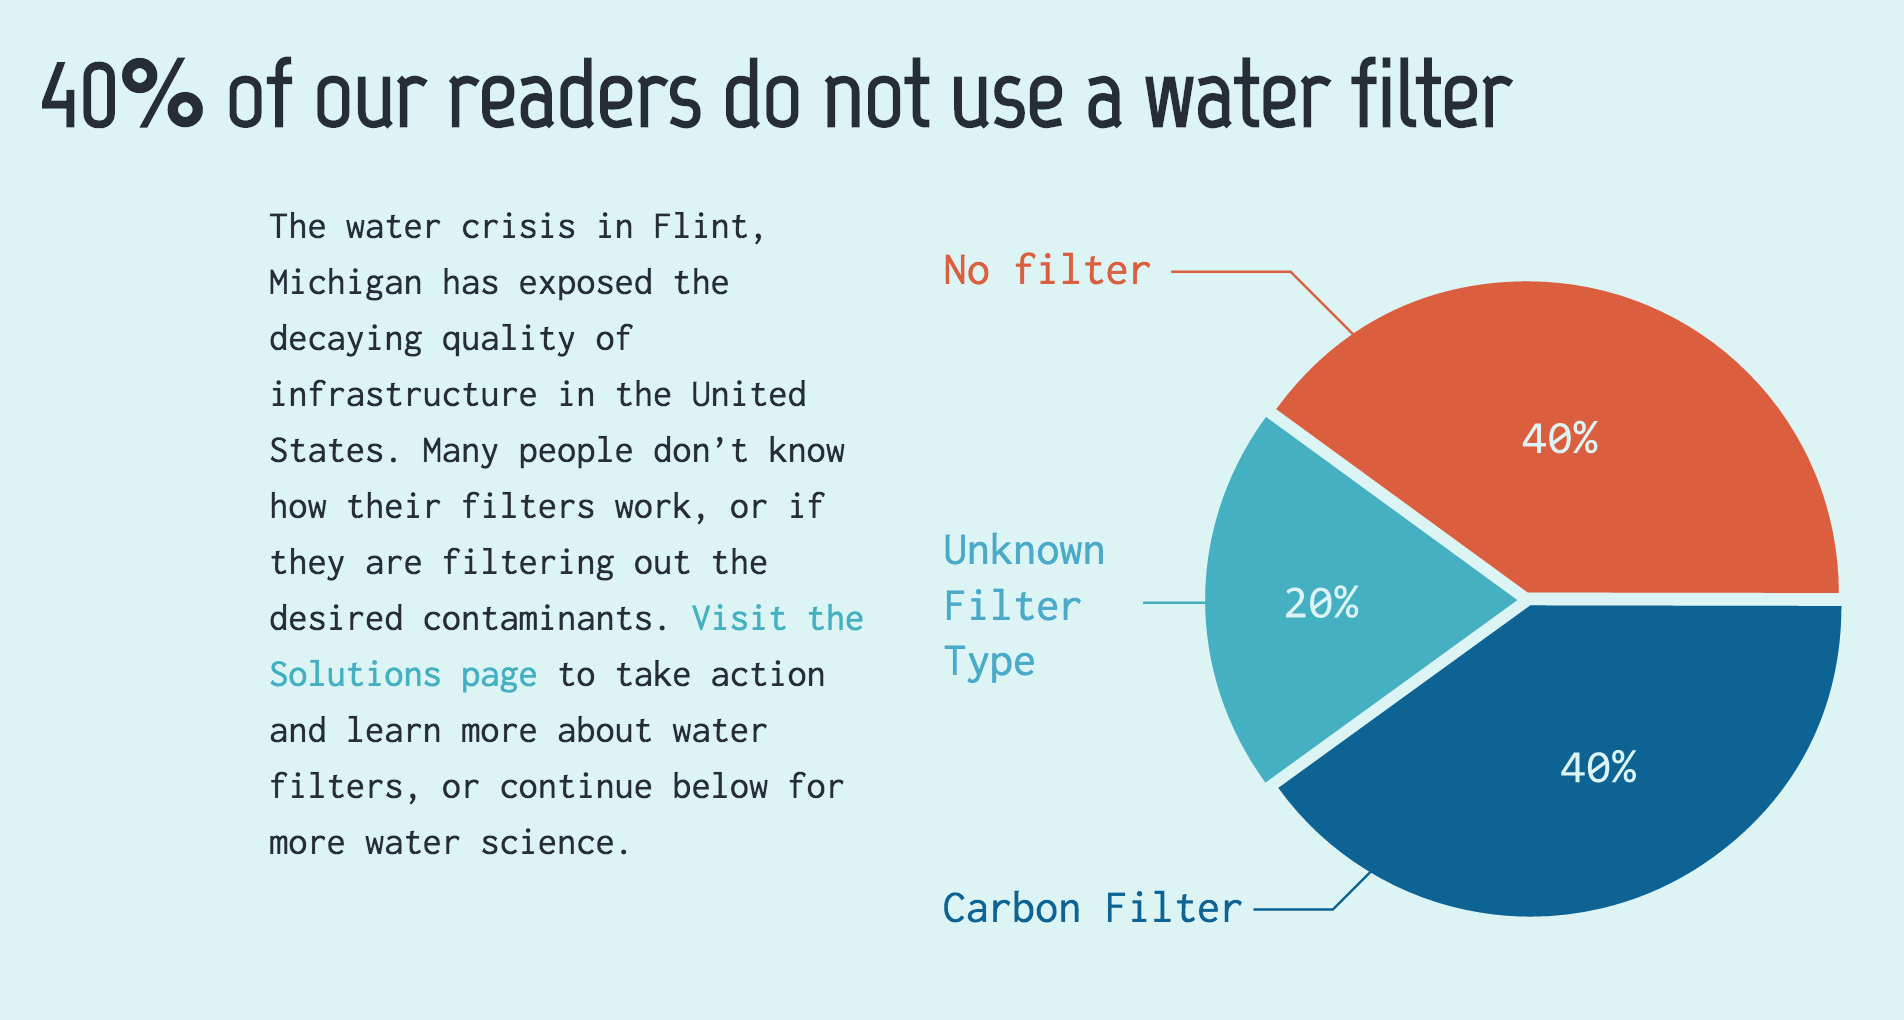 40% of our readers do not use a water filter
The water crisis in Flint,
Michigan has exposed the
decaying quality of
infrastructure in the United
States. Many people don’t know
how their filters work, or if
they are filtering out the
desired contaminants. Visit the
Solutions page to take action
and learn more about water
filters, or continue below for
more water science.
No filter
40%
Unknown
Filter
Type
20%
40%
Carbon Filter